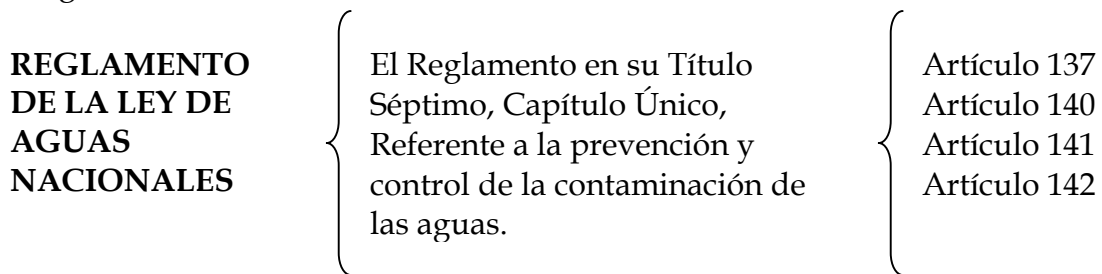 REGLAMENTO
DE LA LEY DE
AGUAS
NACIONALES
El Reglamento en su Título
Séptimo, Capítulo Único,
Referente a la prevención y
control de la contaminación de
las aguas.
Artículo 137
Artículo 140
Artículo 141
Artículo 142